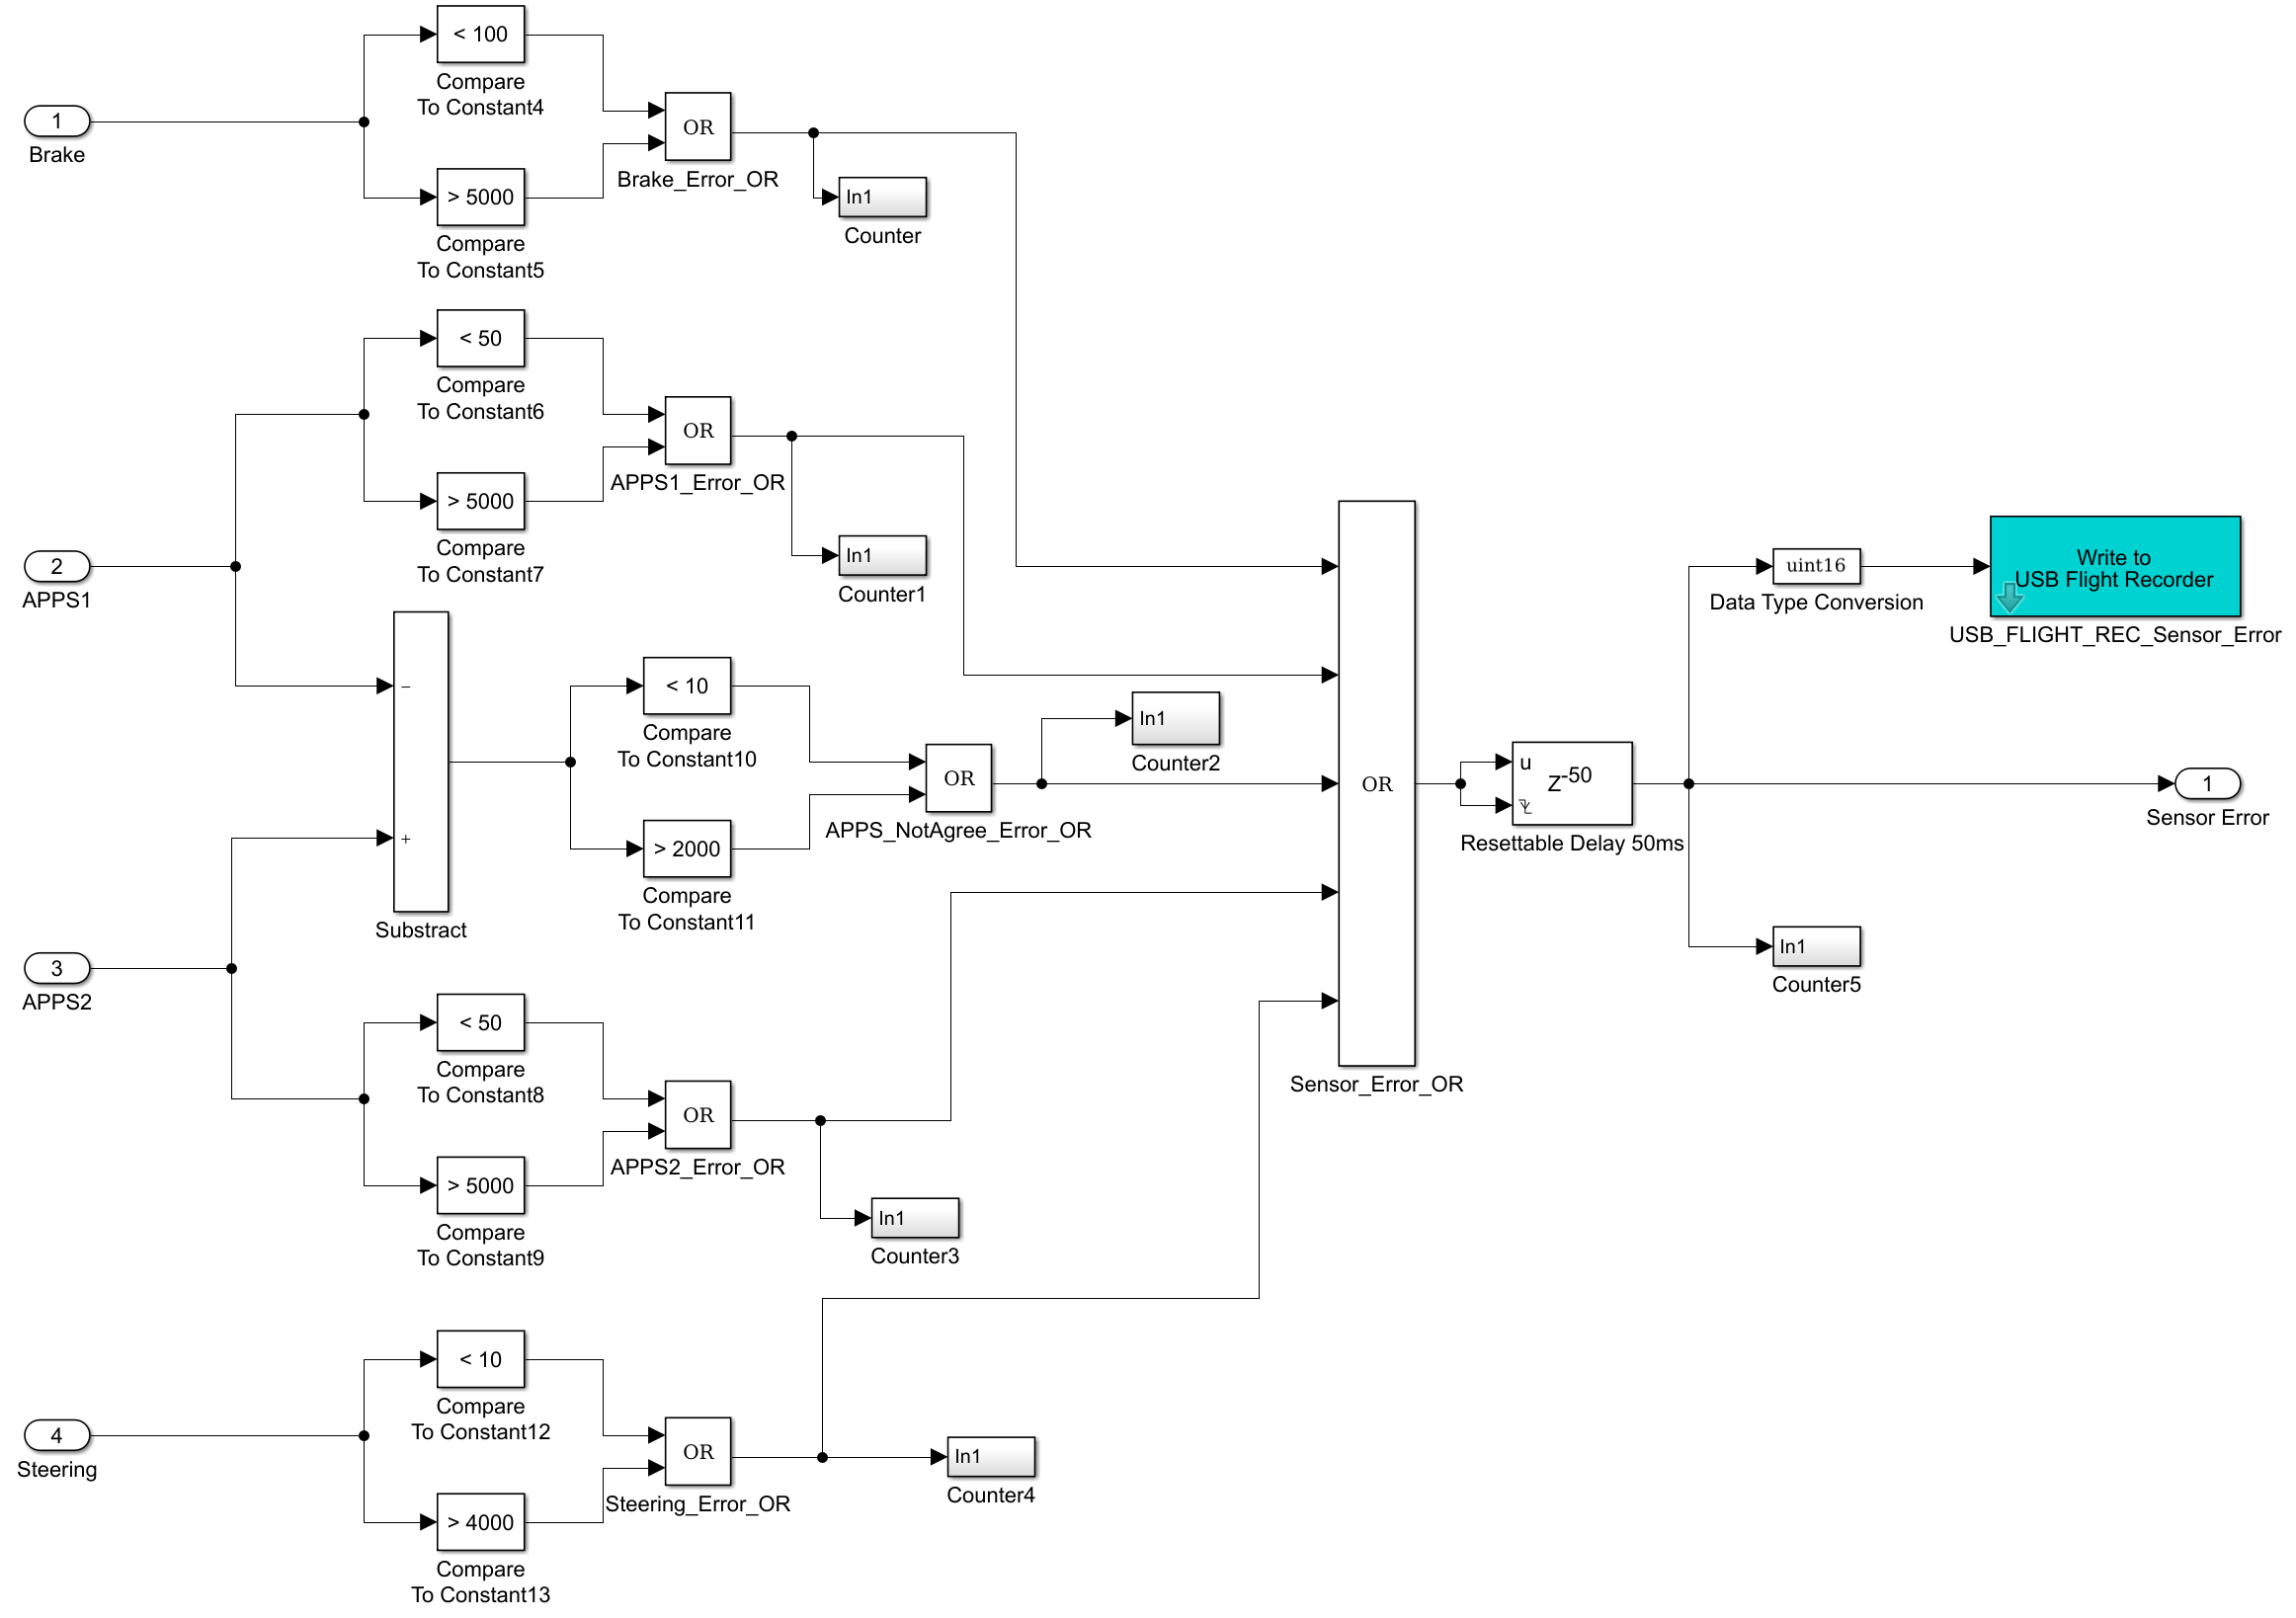 < 100
Compare
To Constant4
1
Brake
OR
Brake_Error_OR
> 5000
Compare
To Constant5
In1
Counter
< 50
Compare
To Constant6
OR
APPS1_Error_OR
> 5000
Compare
To Constant7
In1
Counter1
2
APPS1
−
+
Substract
< 10
Compare
To Constant10
> 2000
Compare
To Constant11
OR
APPS_NotAgree_Error_OR
In1
Counter2
3
APPS2
< 50
Compare
To Constant8
OR
APPS2_Error_OR
> 5000
Compare
To Constant9
In1
Counter3
4
Steering
< 10
Compare
To Constant12
OR
Steering_Error_OR
> 4000
Compare
To Constant13
In1
Counter4
OR
Sensor_Error_OR
u
Z-50
Resettable Delay 50ms
uint16
Data Type Conversion
Write to
USB Flight Recorder
USB_FLIGHT_REC_Sensor_Error
1
Sensor Error
In1
Counter5